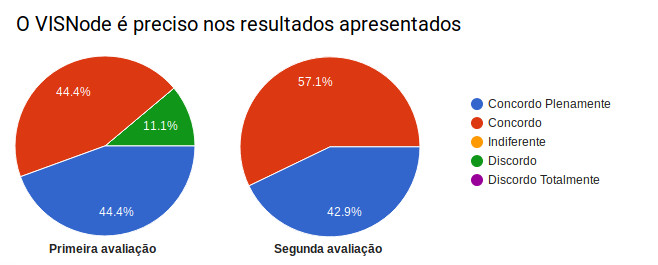 O VISNode é preciso nos resultados apresentados
44.4%
11.1%
44.4%
Primeira avaliação
57.1%
42.9%
Segunda avaliação
Concordo Plenamente
Concordo
Indiferente
Discordo
Discordo Totalmente